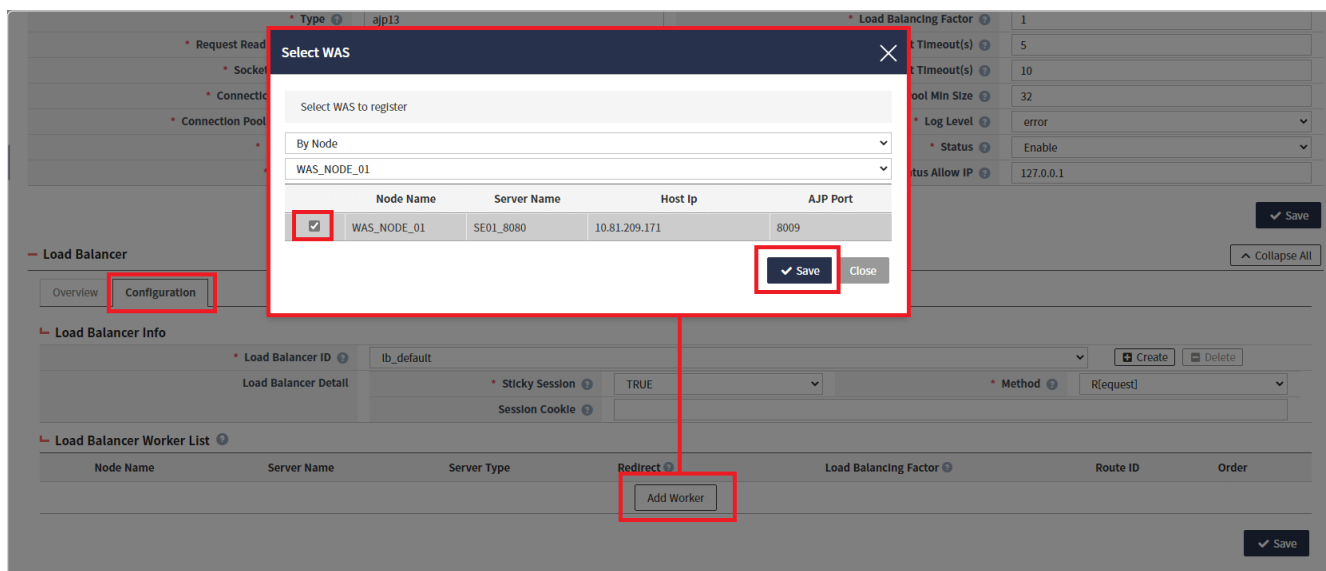 * Type ajp13 * Load Balancing Factor 1
Select WAS
* Request Read t Timeout(s) 5
* Socket t Timeout(s) 10
* Connectio ool Min Size 32
Select WAS to register
* Connection Pool * Log Level error
By Node
* * Status Enable
WAS_NODE_01
* atus Allow IP 127.0.0.1
Node Name Server Name Host Ip AJP Port
WAS_NODE_01 SE01_8080 10.81.209.171 8009
Save
Save Close
Load Balancer Collapse All
Overview Configuration
Load Balancer Info
* Load Balancer ID lb_default Create Delete
Load Balancer Detail * Sticky Session TRUE * Method R[equest]
Session Cookie
Load Balancer Worker List
Node Name Server Name Server Type Redirect Load Balancing Factor Route ID Order
Add Worker
Save